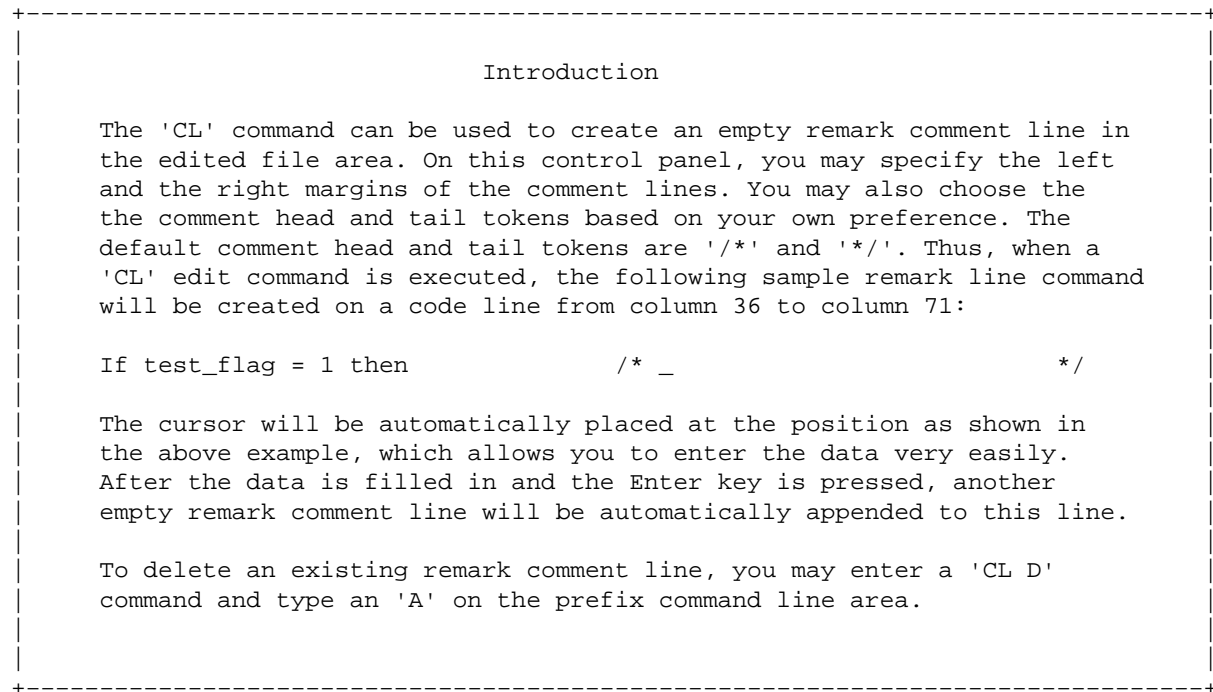 Introduction
The 'CL' command can be used to create an empty remark comment line in
the edited file area. On this control panel, you may specify the left
and the right margins of the comment lines. You may also choose the
the comment head and tail tokens based on your own preference. The
default comment head and tail tokens are '/*' and '*/'. Thus, when a
'CL' edit command is executed, the following sample remark line command
will be created on a code line from column 36 to column 71:
If test_flag = 1 then /* _ */
The cursor will be automatically placed at the position as shown in
the above example, which allows you to enter the data very easily.
After the data is filled in and the Enter key is pressed, another
empty remark comment line will be automatically appended to this line.
To delete an existing remark comment line, you may enter a 'CL D'
command and type an 'A' on the prefix command line area.